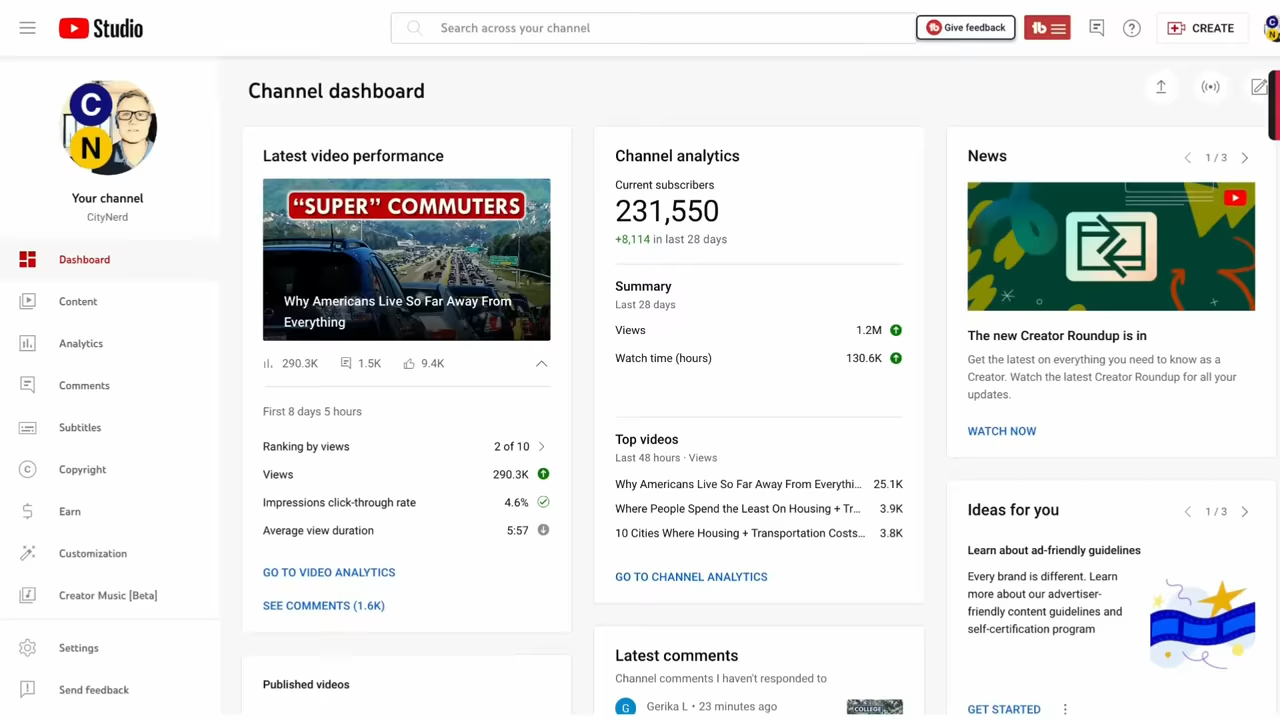 Studio
Search across your channel
Give feedback
CREATE
C
N
Channel dashboard
C
N
Your channel
CityNerd
Dashboard
Content
Analytics
Comments
Subtitles
Copyright
Earn
Customization
Creator Music [Beta]
Settings
Send feedback
Latest video performance
"SUPER" COMMUTERS
Why Americans Live So Far Away From
Everything
290.3K 1.5K 9.4K
First 8 days 5 hours
Ranking by views 2 of 10
Views 290.3K
Impressions click-through rate 4.6%
Average view duration 5:57
GO TO VIDEO ANALYTICS
SEE COMMENTS (1.6K)
Published videos
Channel analytics
Current subscribers
231,550
+8,114 in last 28 days
Summary
Last 28 days
Views 1.2M
Watch time (hours) 130.6K
Top videos
Last 48 hours · Views
Why Americans Live So Far Away From Everythi... 25.1K
Where People Spend the Least On Housing + Tr... 3.9K
10 Cities Where Housing + Transportation Costs... 3.8K
GO TO CHANNEL ANALYTICS
Latest comments
Channel comments I haven't responded to
G
Gerika L • 23 minutes ago
COLLEGE
News
1 / 3
The new Creator Roundup is in
Get the latest on everything you need to know as a
Creator. Watch the latest Creator Roundup for all your
updates.
WATCH NOW
Ideas for you
1 / 3
Learn about ad-friendly guidelines
Every brand is different. Learn
more about our advertiser-
friendly content guidelines and
self-certification program
GET STARTED